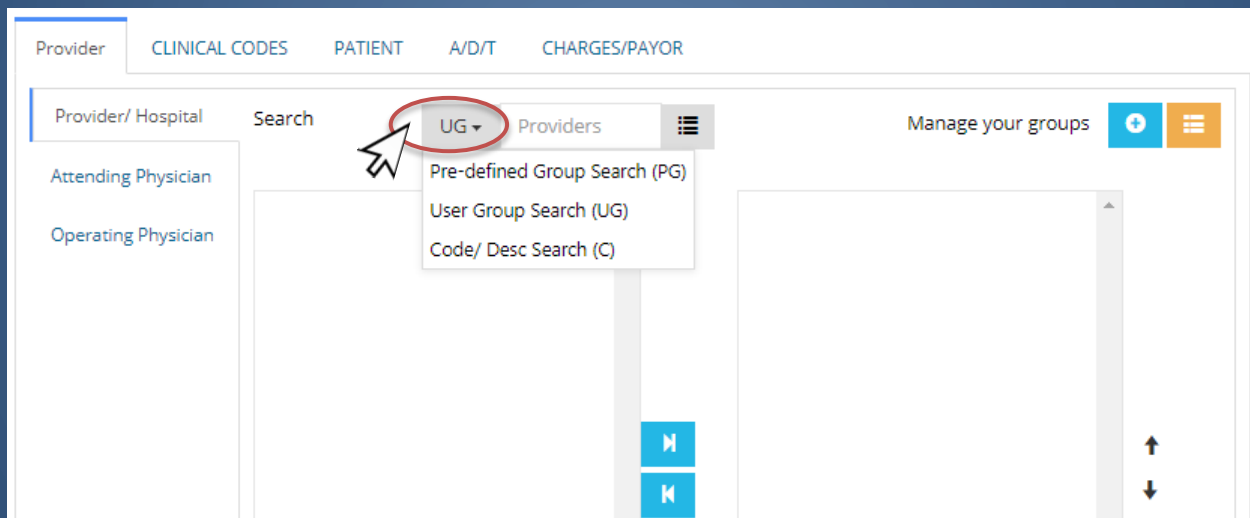 Provider CLINICAL CODES PATIENT A/D/T CHARGES/PAYOR
Provider/ Hospital
Search UG Providers Manage your groups
Attending Physician
Operating Physician
Pre-defined Group Search (PG)
User Group Search (UG)
Code/ Desc Search (C)